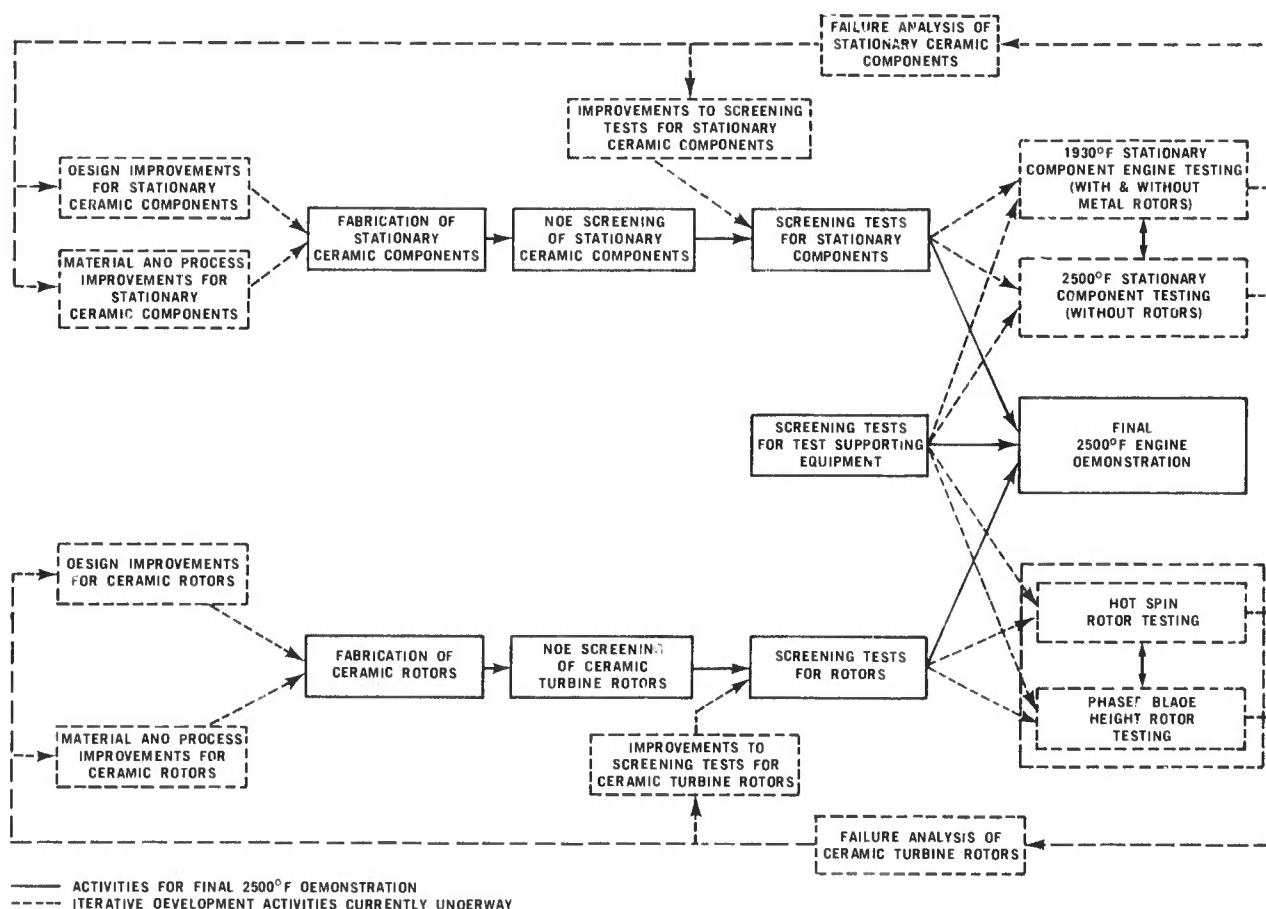 FAILURE ANALYSIS OF
STATIONARY CERAMIC
COMPONENTS
IMPROVEMENTS TO SCREENING
TESTS FOR STATIONARY
CERAMIC COMPONENTS
1930°F STATIONARY
COMPONENT ENGINE TESTING
(WITH & WITHOUT
METAL ROTORS)
OESIGN IMPROVEMENTS
FOR STATIONARY
CERAMIC COMPONENTS
FABRICATION OF
STATIONARY
CERAMIC COMPONENTS
NOE SCREENING
OF STATIONARY
CERAMIC COMPONENTS
SCREENING TESTS
FOR STATIONARY
COMPONENTS
MATERIAL AND PROCESS
IMPROVEMENTS FOR
STATIONARY
CERAMIC COMPONENTS
2500°F STATIONARY
COMPONENT TESTING
(WITHOUT ROTORS)
SCREENING TESTS
FOR TEST SUPPORTING
EQUIPMENT
FINAL
2500°F ENGINE
OEMONSTRATION
OESIGN IMPROVEMENTS
FOR CERAMIC ROTORS
HOT SPIN
ROTOR TESTING
FABRICATION OF
CERAMIC ROTORS
NOE SCREENING
OF CERAMIC
TURBINE ROTORS
SCREENING TESTS
FOR ROTORS
PHASED BLAOE
HEIGHT ROTOR
TESTING
MATERIAL AND PROCESS
IMPROVEMENTS FOR
CERAMIC ROTORS
IMPROVEMENTS TO
SCREENING TESTS FOR
CERAMIC TURBINE ROTORS
FAILURE ANALYSIS OF
CERAMIC TURBINE ROTORS
ACTIVITIES FOR FINAL 2500°F OEMONSTRATION
ITERATIVE DEVELOPMENT ACTIVITIES CURRENTLY UNOERWAY